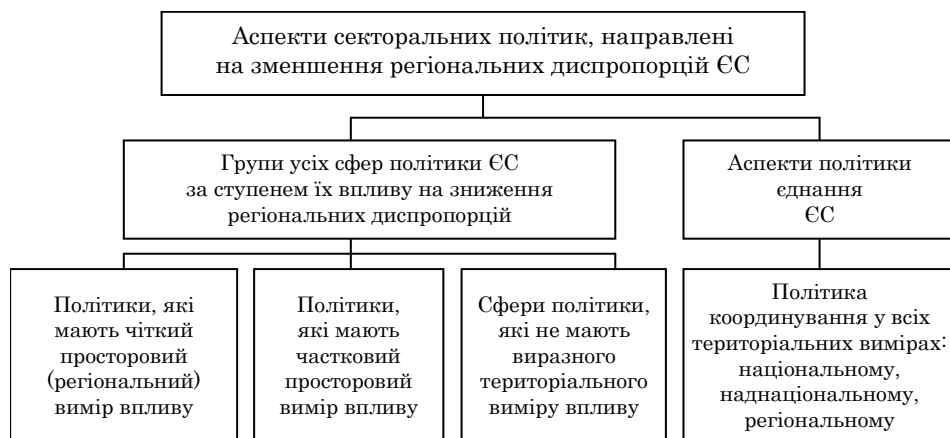 Аспекти секторальних політик, направлені
на зменшення регіональних диспропорцій ЄС
Групи усіх сфер політики ЄС
за ступенем їх впливу на зниження
регіональних диспропорцій
Аспекти політики
єднання
ЄС
Політики, які
мають чіткий
просторовий
(регіональний)
вимір впливу
Політики,
які мають
частковий
просторовий
вимір впливу
Сфери політики,
які не мають
виразного
територіального
виміру впливу
Політика
координування у всіх
територіальних вимірах:
національному,
наднаціональному,
регіональному